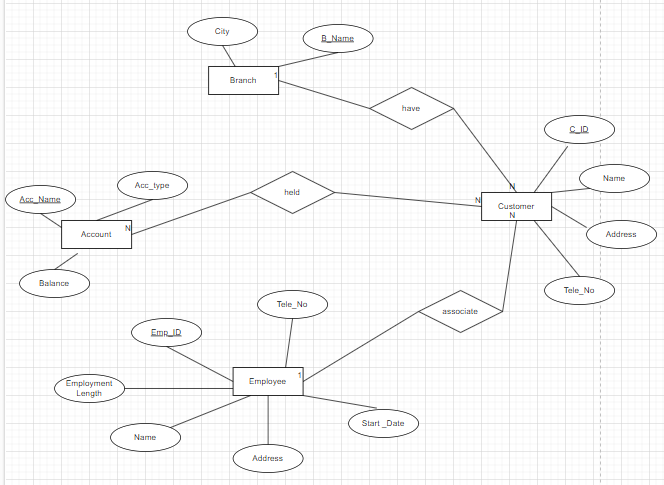 City
B_Name
Branch
1
have
C_ID
Name
Acc_type
Acc_Name
held
N
N
Customer
N
Account
N
Address
Balance
Tele_No
Tele_No
associate
Emp_ID
Employee
1
Employment
Length
Start _Date
Name
Address